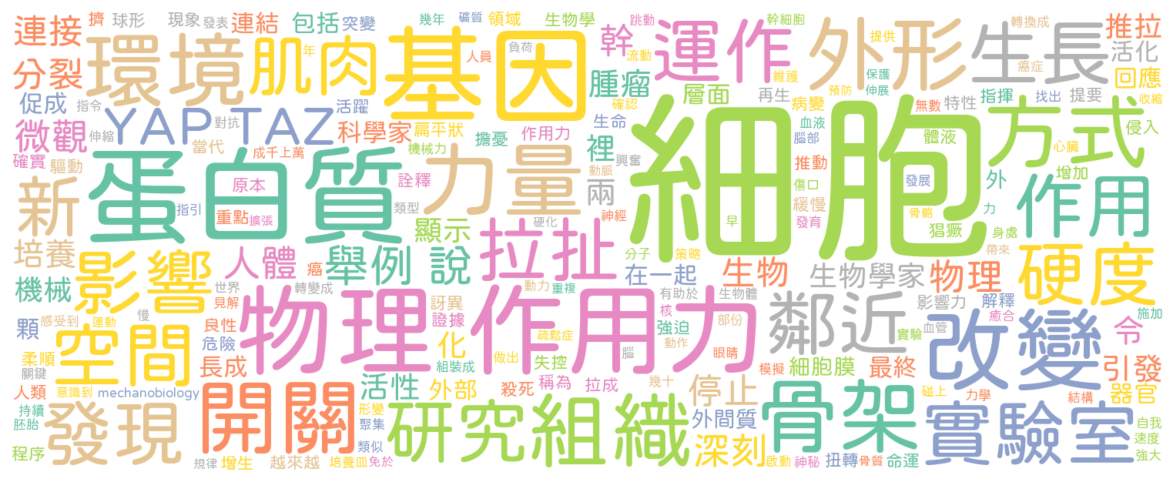 擠 球形 現象 發表 連結 包括 突變 幾年 礦質 領域 生物學 跳動 幹細胞 提供 轉換成
連接 環境 肌肉 基因 年 人員 負荷 幹 運作 外形 生長 推拉
分裂 流動 維護 保護 癌症 活化
腫瘤 層面 再生 預防 伸展 找出 提要 回應
促成 指令 活躍 確認 病變 特性 收縮
微觀 伸縮 YAP TAZ 對抗 科學家 扁平狀 擔憂 作用力 生命 血液 無數 指揮 侵入
確實 驅動 當代 成千上萬 機械力 裡 興奮 腦部 體液 方式 心臟
蛋白質 詮釋 力量 動脈 推動 細胞 外 增加
新 原本 類型 兩 傷口 發展 作用
指引 重點 擴張 硬化 神經 早 緩慢 骨骼 力
顯示 發育 猖獗 身處
培養 影響 人體 癌 舉例 說 拉扯 分子 策略 帶來
機械 世界 見解 轉變成 動力 重複 在一起 生物 生物學家 物理 硬度
感受到 訝異 有助於 生物體 影響力 解釋 施加
顆 運動 慢 良性 物理 作用力 證據 核 部份 鄰近 實驗 癒合
空間 危險 化 疏鬆症 強迫 動作 腦 血管 改變 令
柔順 關鍵 長成 組裝成 做出 失控 眼睛 模擬 細胞膜 最終 引發
人類 意識到 mechanobiology 活性 外部 殺死 稱為 拉成 幾十 停止 碰上 力學 結構 器官
持續 發現 開關 形變 研究 組織 外間質 骨架 實驗室 自我
胚胎 聚集 速度
程序 類似 深刻 強大
規律 增生 越來越 培養皿 免於 啟動 神秘 扭轉 骨質 命運